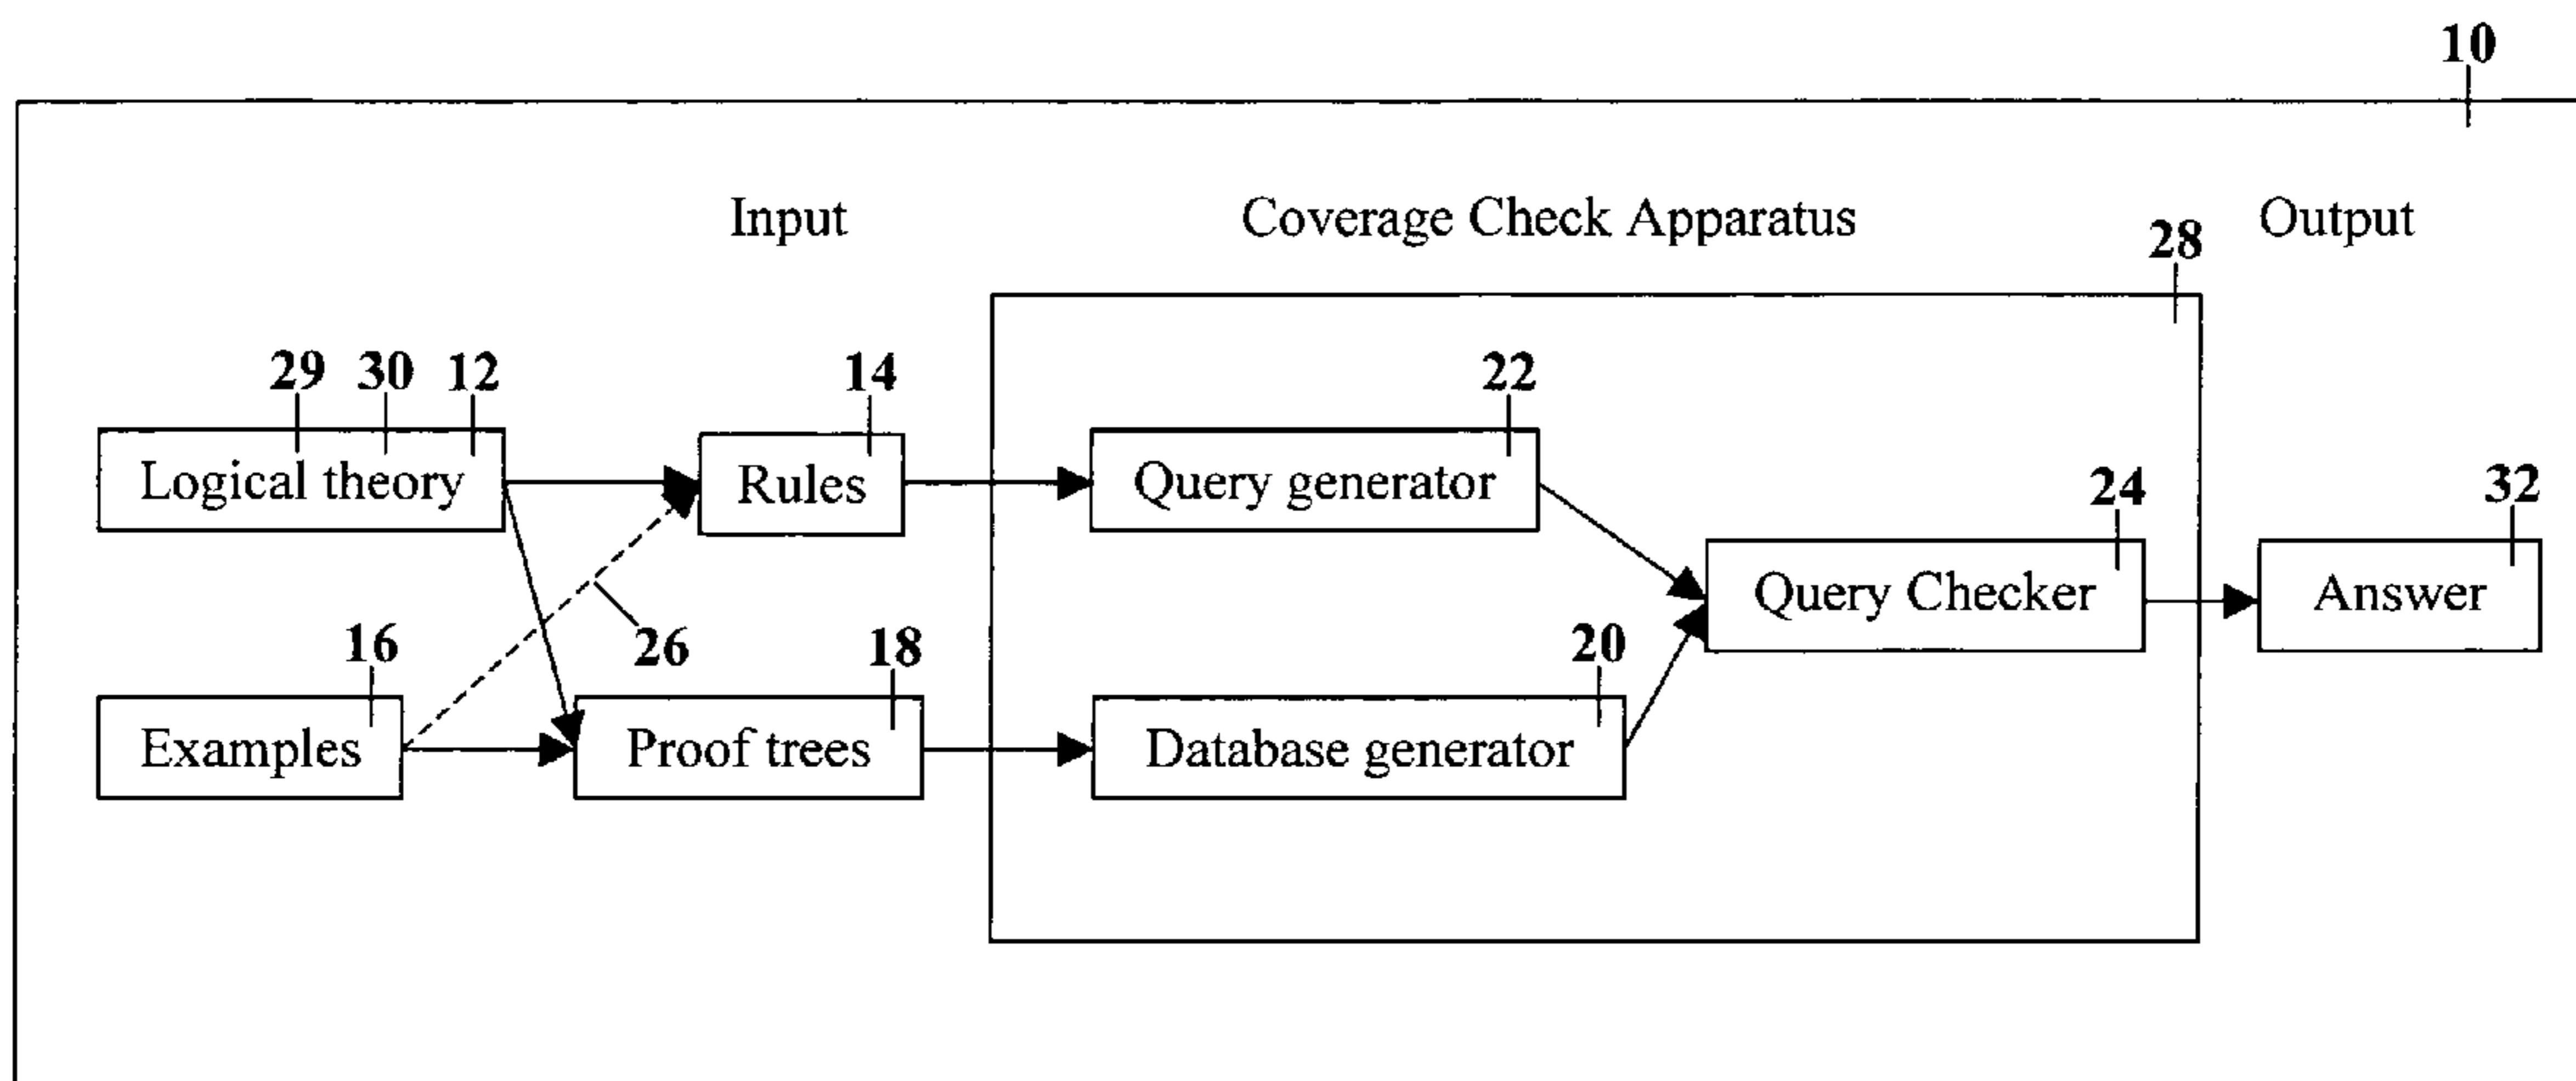 10
Input
Coverage Check Apparatus
Output
28
29 30 12
14
22
Logical theory
Rules
Query generator
24
32
Query Checker
Answer
16
26
18
20
Examples
Proof trees
Database generator